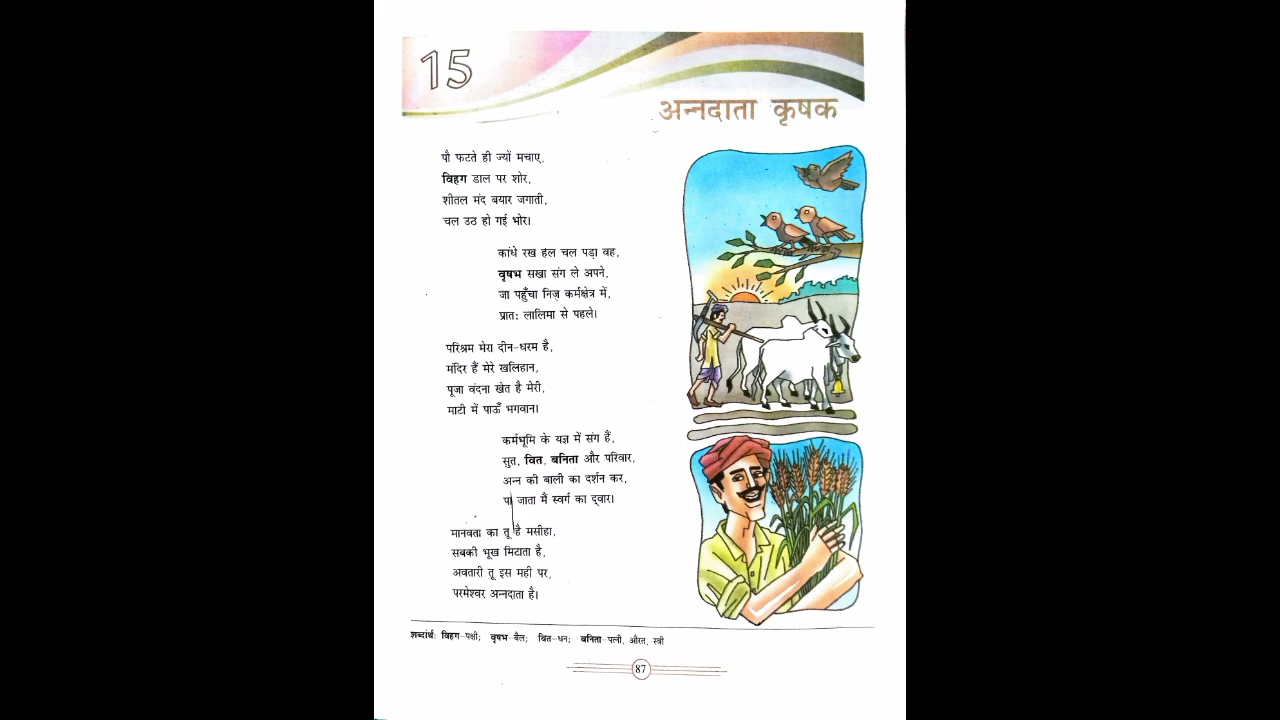 15
अन्नदाता कृषक
पौ फटते ही ज्यों मचाए,
विहग डाल पर शोर,
शीतल मंद बयार जगाती,
चल उठ हो गई भोर।
कांधे रख हल चल पड़ा वह,
वृषभ सखा संग ले अपने,
जा पहुँचा निज़ कर्मक्षेत्र में,
प्रातः लालिमा से पहले।
परिश्रम मेरा दीन-धरम है,
मंदिर हैं मेरे खलिहान,
पूजा वंदना खेत है मेरी,
माटी में पाऊँ भगवान।
कर्मभूमि के यज्ञ में संग हैं,
सुत, वित, बनिता और परिवार,
अन्न की बाली का दर्शन कर,
पा जाता मैं स्वर्ग का द्वार।
मानवता का तू है मसीहा,
सबकी भूख मिटाता है,
अवतारी तू इस मही पर,
परमेश्वर अन्नदाता है।
शब्दार्थ: विहग-पक्षी; वृषभ-बैल; वित-धन; बनिता-पत्नी, औरत, स्त्री
87